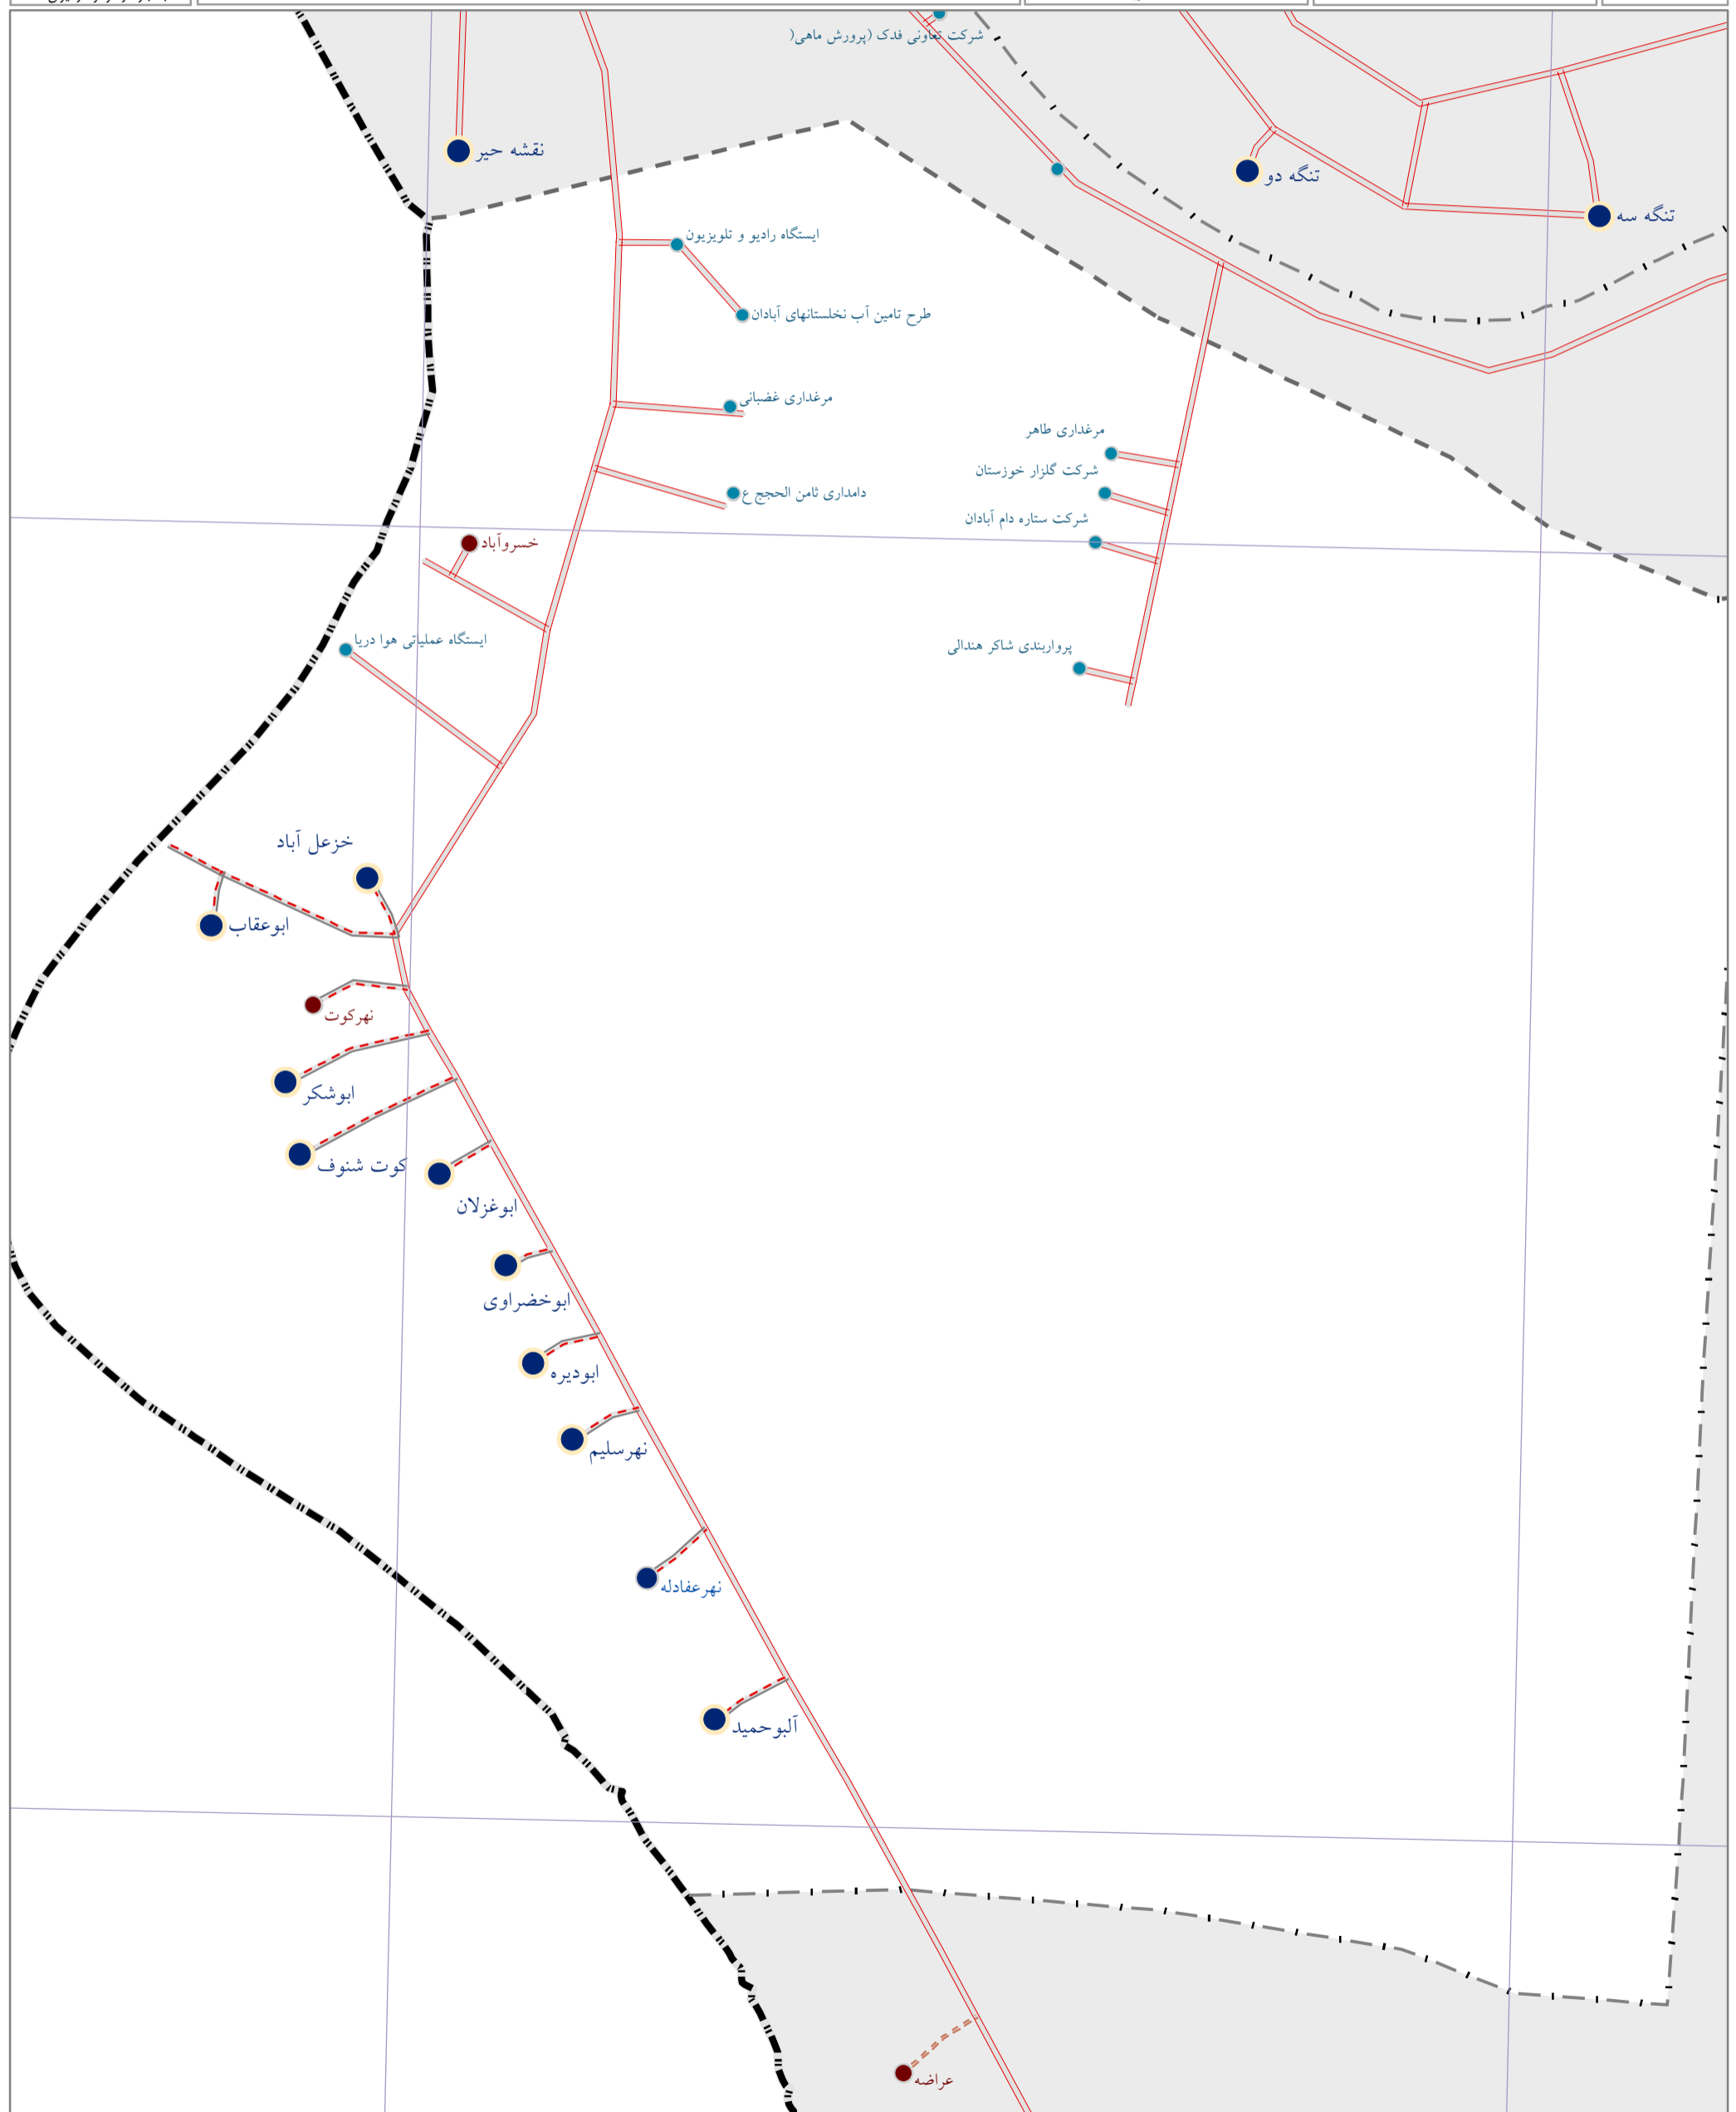 شرکت تعاونی فدک (پرورش ماهی(
نقشه حیر
تنگه دو
تنگه سه
ایستگاه رادیو و تلویزیون
طرح تامین آب نخلستانهای آبادان
مرغداری غضبانی
مرغداری طاهر
شرکت گلزار خوزستان
دامداری ثامن الحجج ع
شرکت ستاره دام آبادان
خسروآباد
ایستگاه عملیاتی هوا دریا
پرواربندی شاکر هندالی
خزعل آباد
ابوعقاب
نهرکوت
ابوشکر
کوت شنوف
ابوغزلان
ابوخضراوی
ابودیره
نهرسلیم
نهرعفادله
آلبوحمید
عراضه